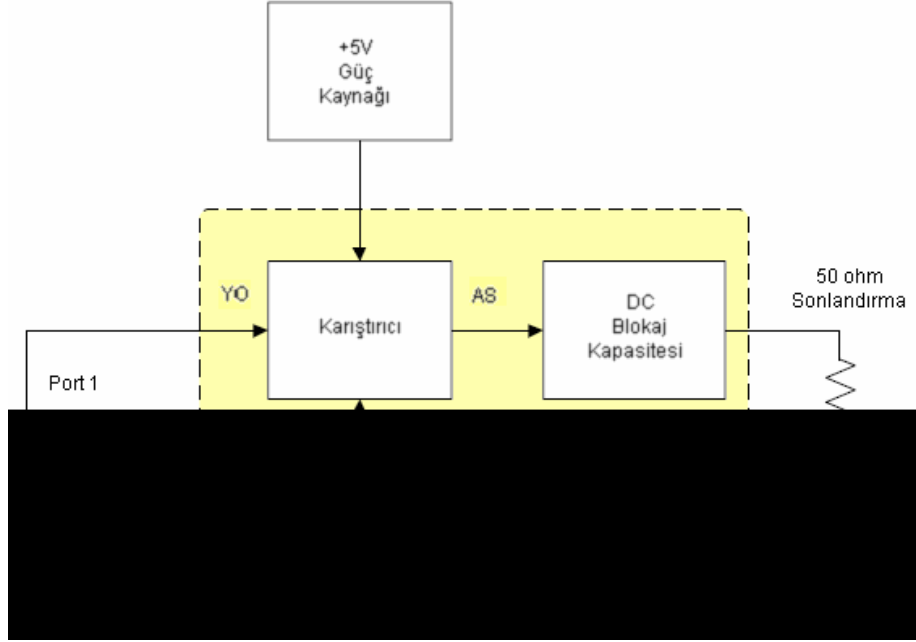 +5V
Güç
Kaynağı
YO
Karıştırıcı
AS
DC
Blokaj
Kapasitesi
50 ohm
Sonlandırma
Port 1